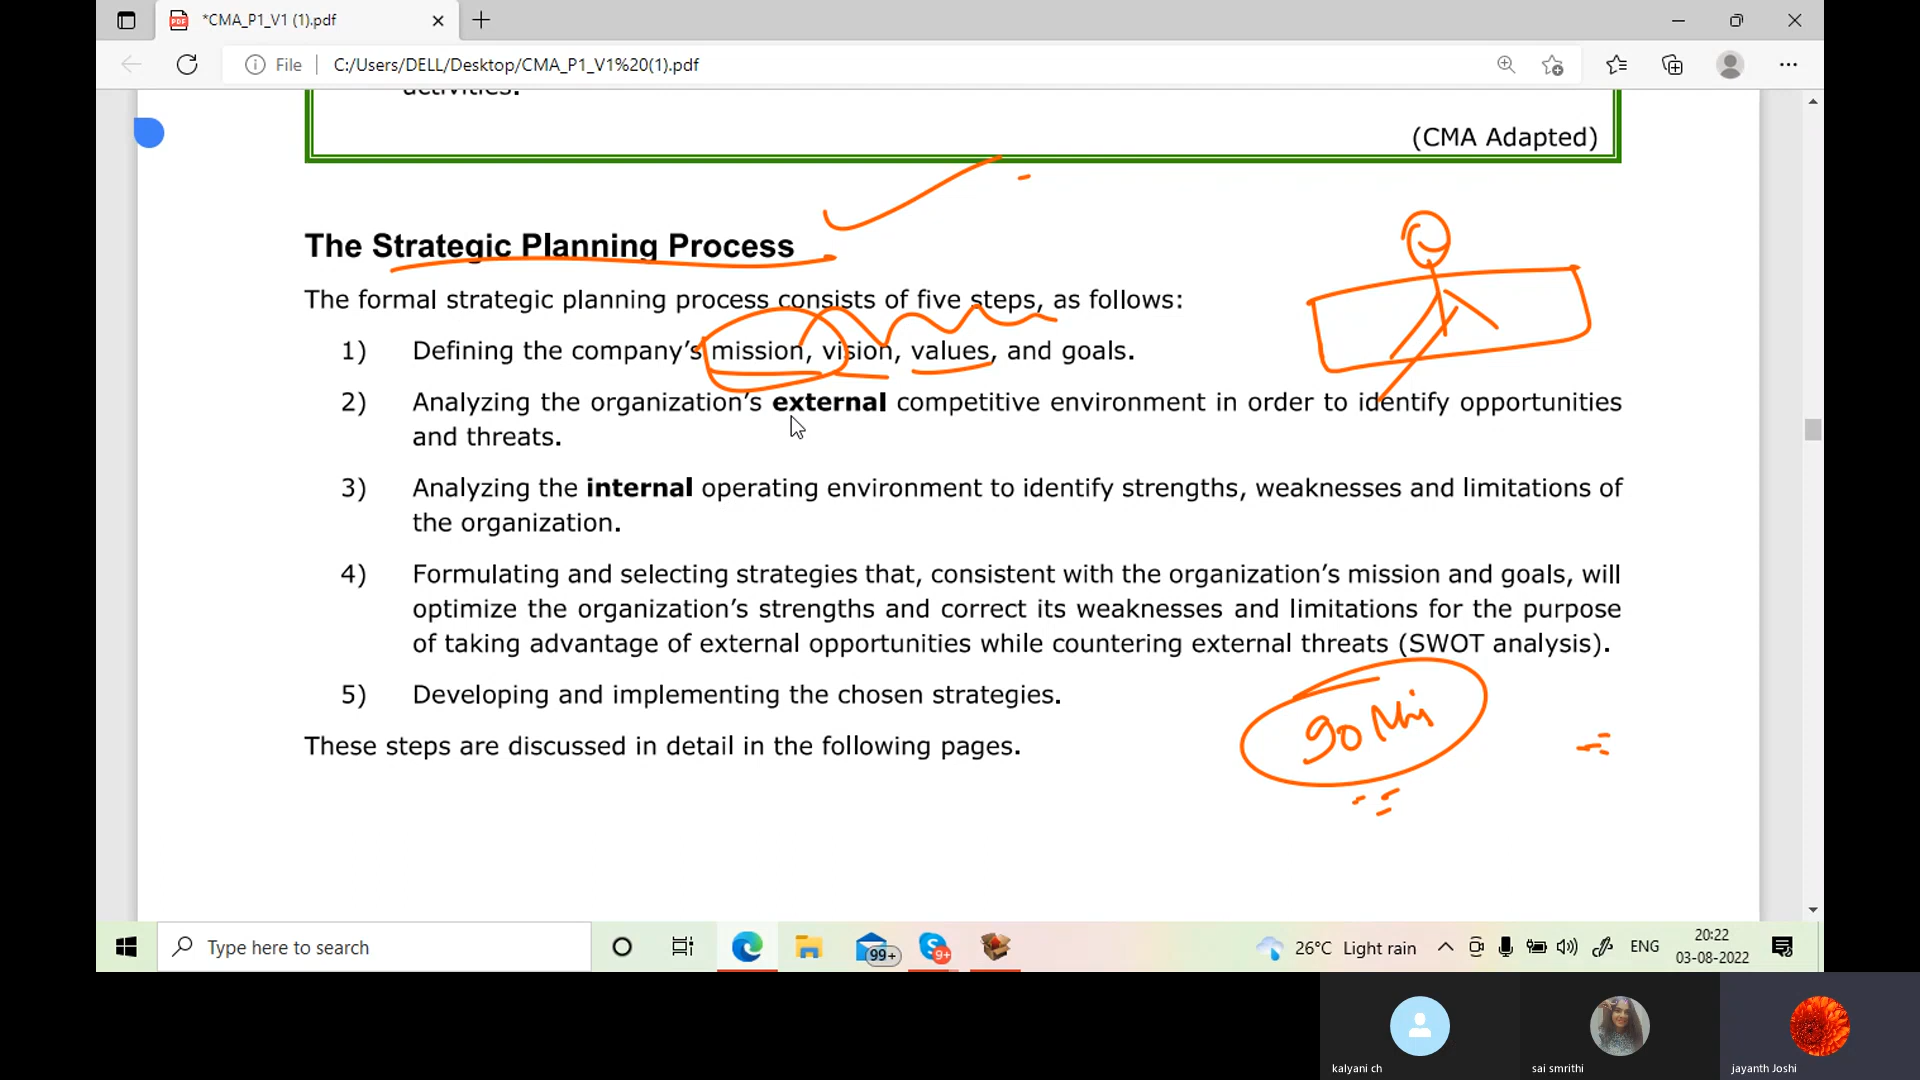 *CMA_P1_V1 (1).pdf
File
C:/Users/DELL/Desktop/CMA_P1_V1%20(1).pdf
activities.
(CMA Adapted)
The Strategic Planning Process
The formal strategic planning process consists of five steps, as follows:
1) Defining the company’s mission, vision, values, and goals.
2) Analyzing the organization’s external competitive environment in order to identify opportunities
and threats.
3) Analyzing the internal operating environment to identify strengths, weaknesses and limitations of
the organization.
4) Formulating and selecting strategies that, consistent with the organization’s mission and goals, will
optimize the organization’s strengths and correct its weaknesses and limitations for the purpose
of taking advantage of external opportunities while countering external threats (SWOT analysis).
5) Developing and implementing the chosen strategies.
90
These steps are discussed in detail in the following pages.
Type here to search
99+
9+
26°C Light rain
ENG
20:22
03-08-2022
kalyani ch
sai smrithi
jayanth Joshi